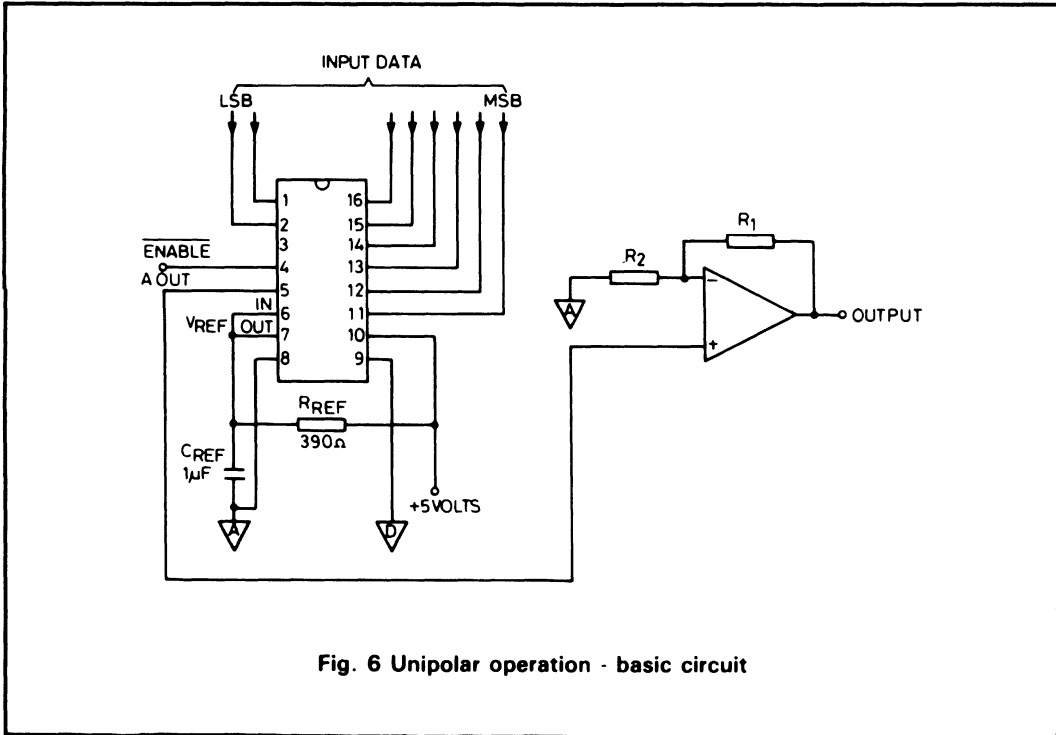 INPUT DATA
LSB MSB
1 16
2 15
3 14
ENABLE
4 13
A OUT
5 12
IN
6 11
VREF OUT
7 10
8 9
RREF
390Ω
CREF
1µF
+5VOLTS
A
D
R1
R2
A
−
+
OUTPUT
Fig. 6 Unipolar operation - basic circuit